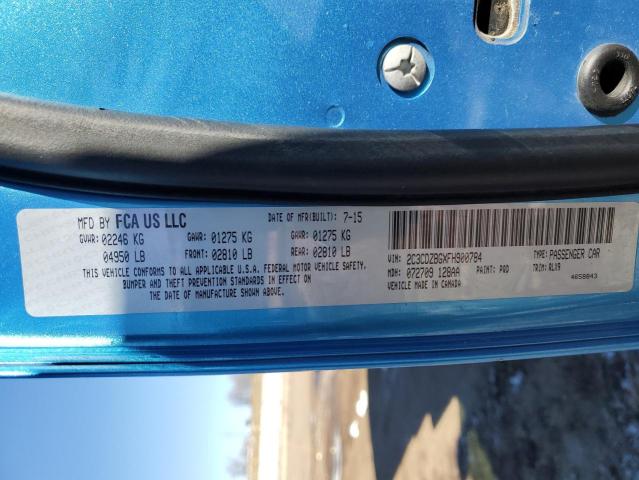 MFD BY FCA US LLC
DATE OF MFR(BUILT): 7-15
GVWR: 02246 KG GAWR: 01275 KG GAWR: 01275 KG
04950 LB FRONT: 02810 LB REAR: 02810 LB
THIS VEHICLE CONFORMS TO ALL APPLICABLE U.S.A. FEDERAL MOTOR VEHICLE SAFETY,
BUMPER AND THEFT PREVENTION STANDARDS IN EFFECT ON
THE DATE OF MANUFACTURE SHOWN ABOVE.
VIN: 2C3CDZBGXFH900784 TYPE: PASSENGER CAR
MDH: 072709 128AA PAINT: PQD TRIM: RLX9
VEHICLE MADE IN CANADA 4658843